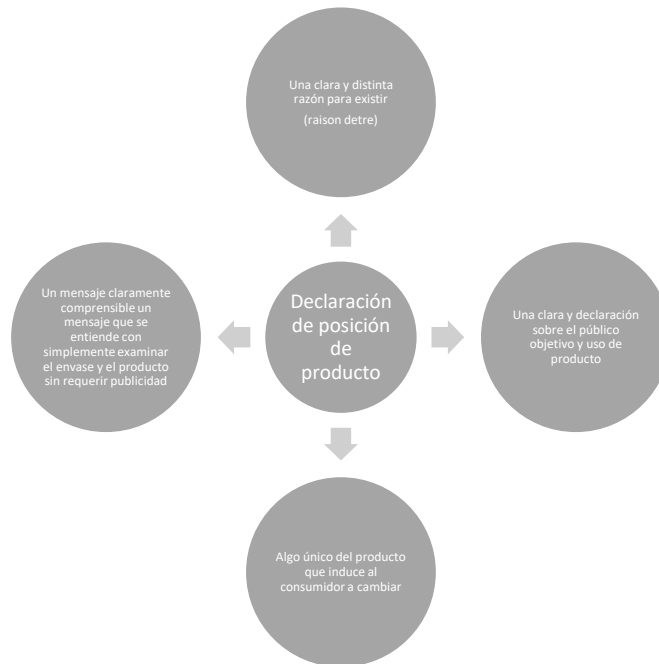 Una clara y distinta
razón para existir
(raison detre)
Un mensaje claramente
comprensible un
mensaje que se
entiende con
simplemente examinar
el envase y el producto
sin requerir publicidad
Declaración
de posición
de
producto
Una clara y declaración
sobre el público
objetivo y uso de
producto
Algo único del producto
que induce al
consumidor a cambiar